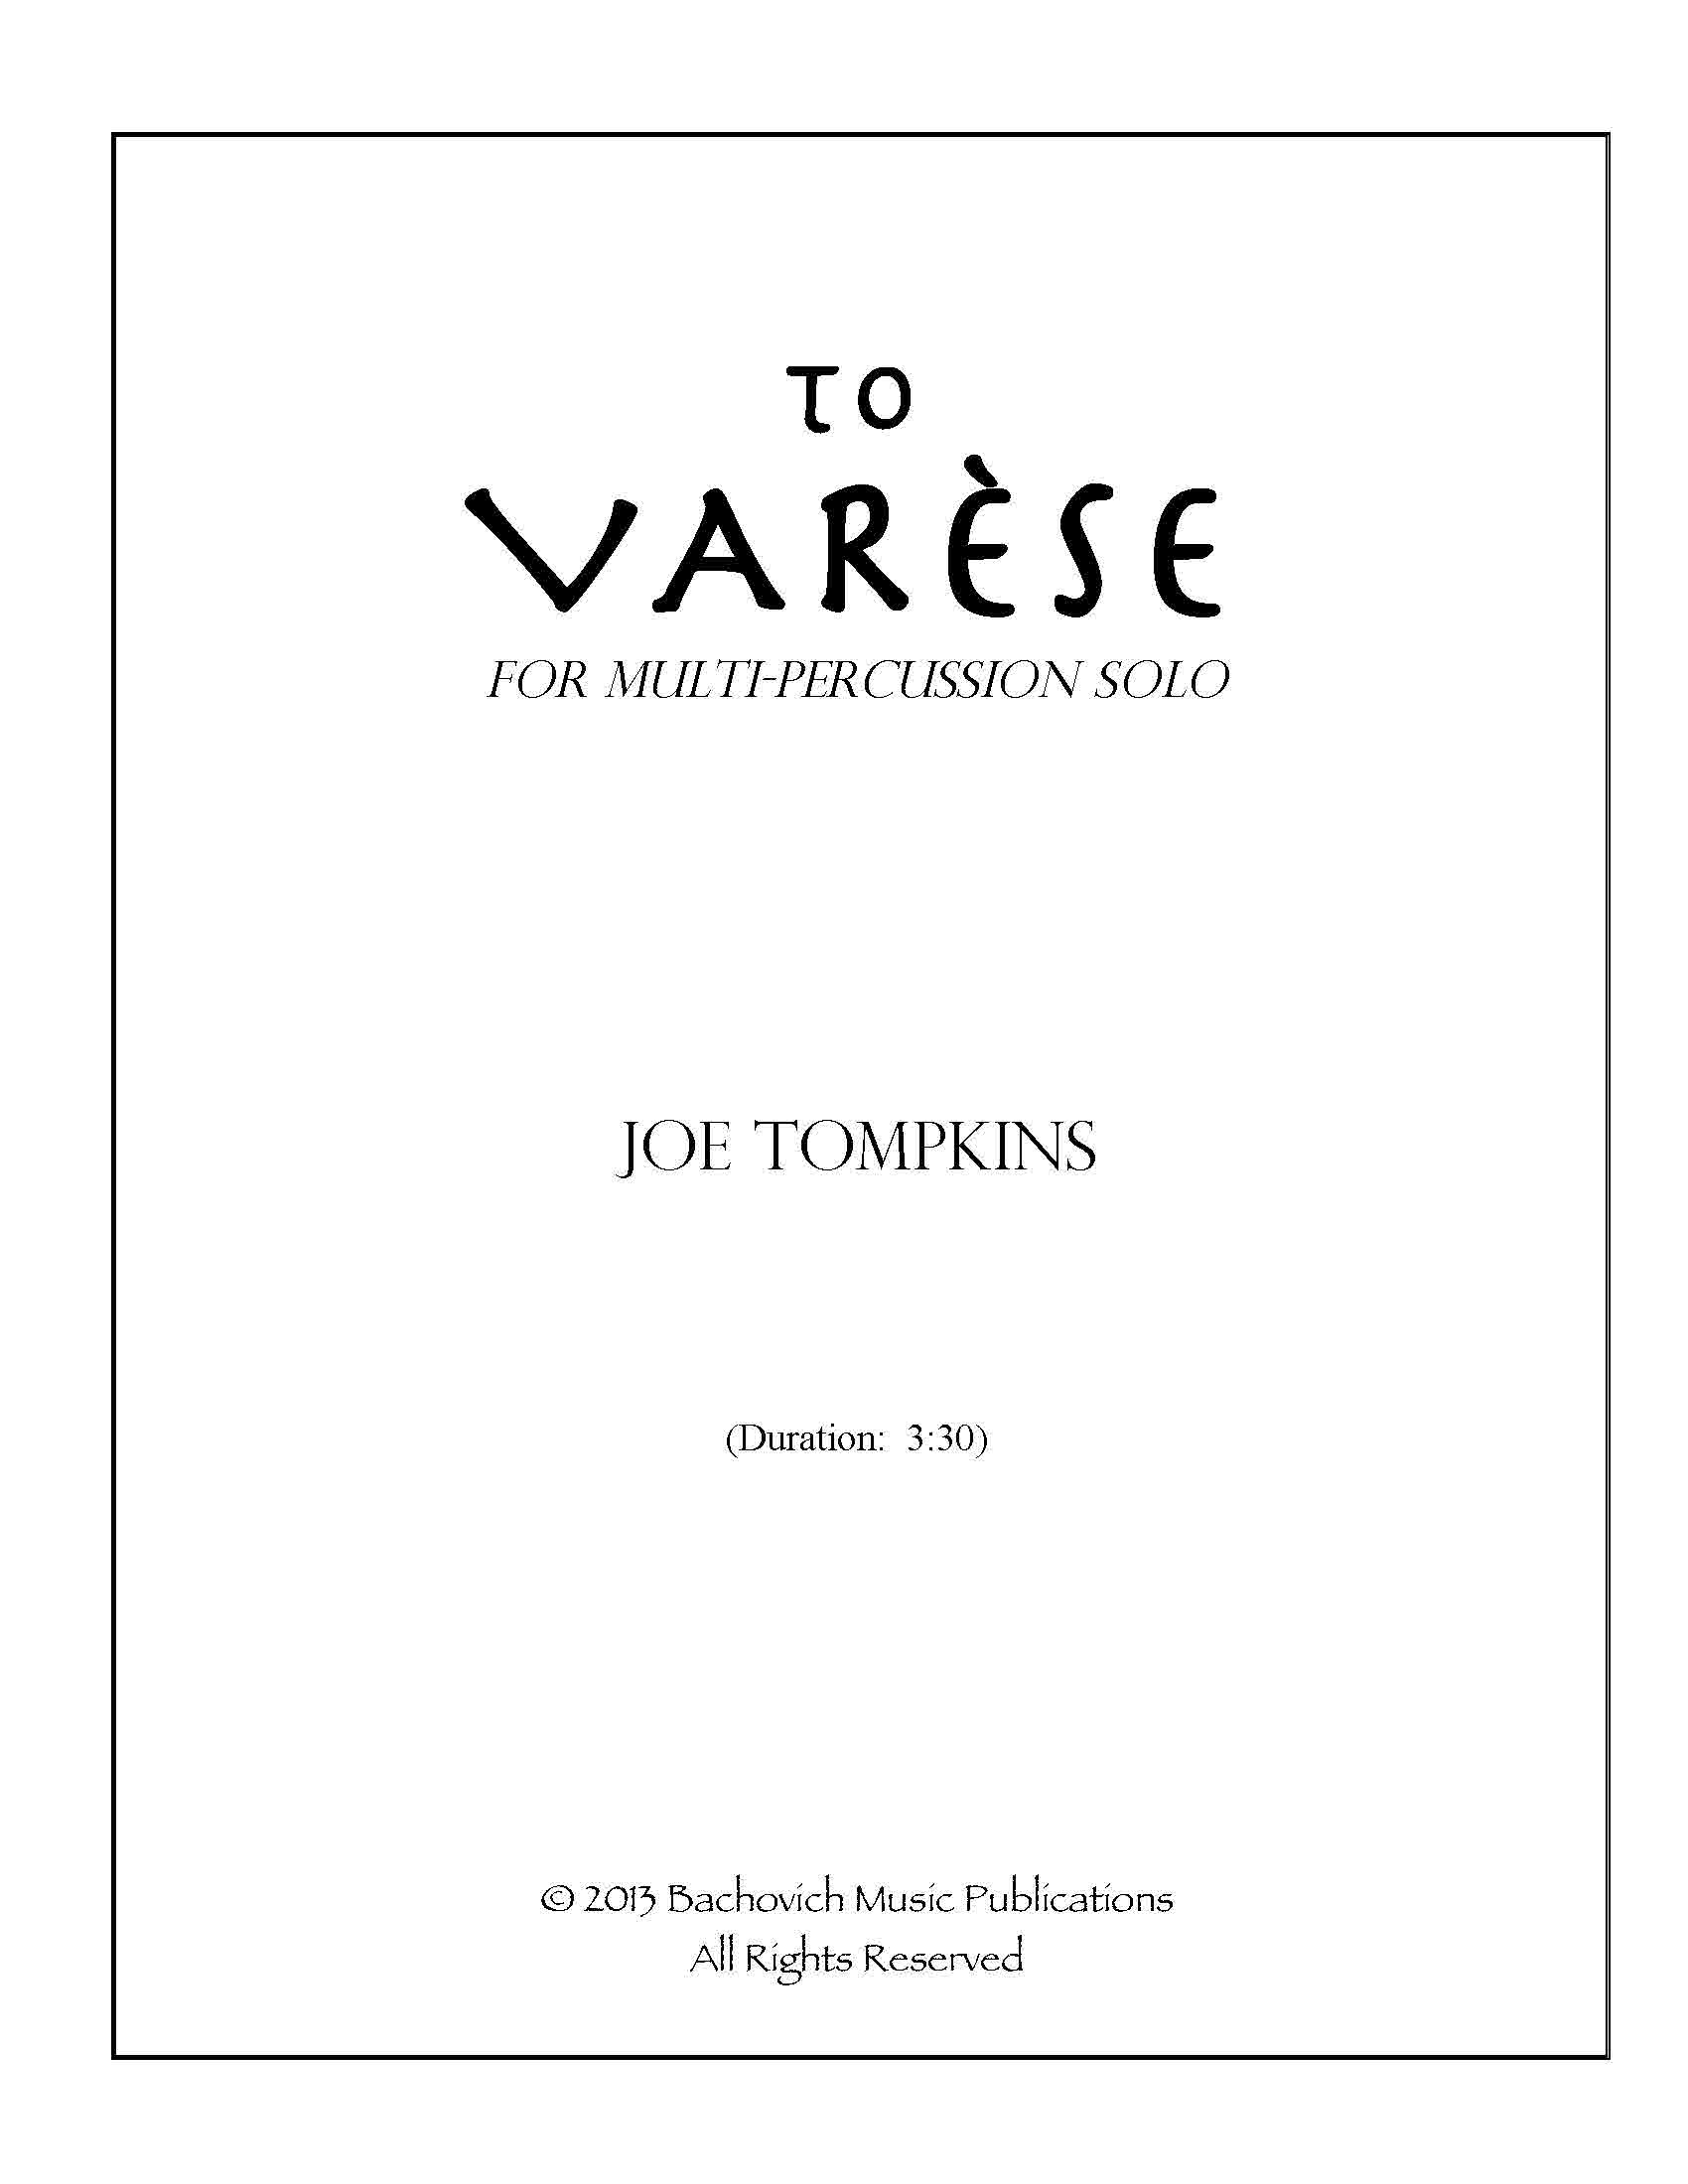 TO
VARÈSE
FOR MULTI-PERCUSSION SOLO
JOE TOMPKINS
(Duration: 3:30)
© 2013 Bachovich Music Publications
All Rights Reserved